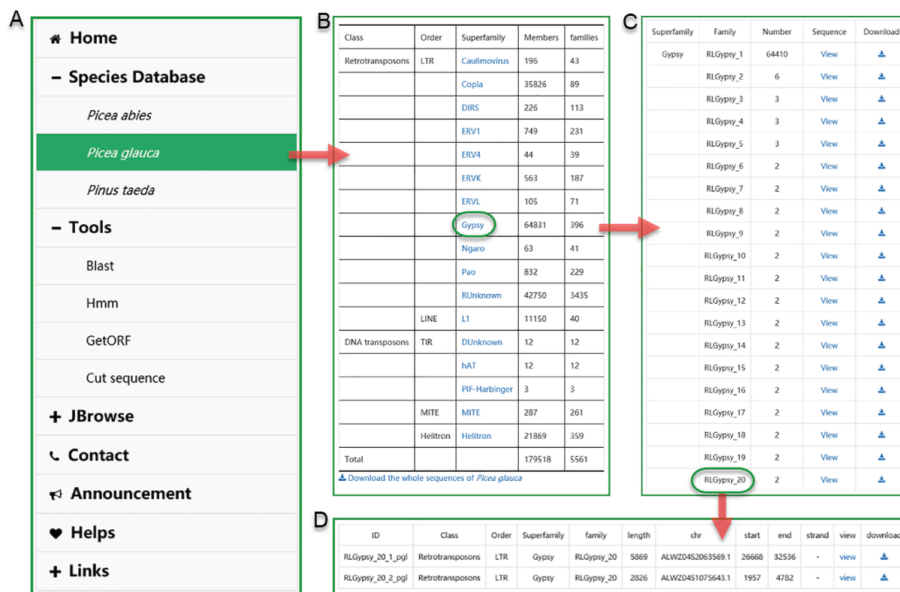 A
Home
Species Database
Picea abies
Picea glauca
Pinus taeda
Tools
Blast
Hmm
GetORF
Cut sequence
JBrowse
Contact
Announcement
Helps
Links
B
Class Order Superfamily Members families
Retrotransposons LTR Caulimovirus 196 43
Copia 35826 89
DIRS 226 113
ERV1 749 231
ERV4 44 39
ERVK 563 187
ERVL 105 71
Gypsy 64831 396
Ngaro 63 41
Pao 832 229
RUnknown 42750 3435
LINE L1 11150 40
DNA transposons TIR DUnknown 12 12
hAT 12 12
PIF-Harbinger 3 3
MITE MITE 287 261
Helitron Helitron 21869 359
Total 179518 5561
Download the whole sequences of Picea glauca
C
Superfamily Family Number Sequence Download
Gypsy RLGypsy_1 64410 View
RLGypsy_2 6 View
RLGypsy_3 3 View
RLGypsy_4 3 View
RLGypsy_5 3 View
RLGypsy_6 2 View
RLGypsy_7 2 View
RLGypsy_8 2 View
RLGypsy_9 2 View
RLGypsy_10 2 View
RLGypsy_11 2 View
RLGypsy_12 2 View
RLGypsy_13 2 View
RLGypsy_14 2 View
RLGypsy_15 2 View
RLGypsy_16 2 View
RLGypsy_17 2 View
RLGypsy_18 2 View
RLGypsy_19 2 View
RLGypsy_20 2 View
D
ID Class Order Superfamily family length chr start end strand view download
RLGypsy_20_1_pgl Retrotransposons LTR Gypsy RLGypsy_20 5869 ALWZ04S2063569.1 26668 32536 - view
RLGypsy_20_2_pgl Retrotransposons LTR Gypsy RLGypsy_20 2826 ALWZ04S1075643.1 1957 4782 - view